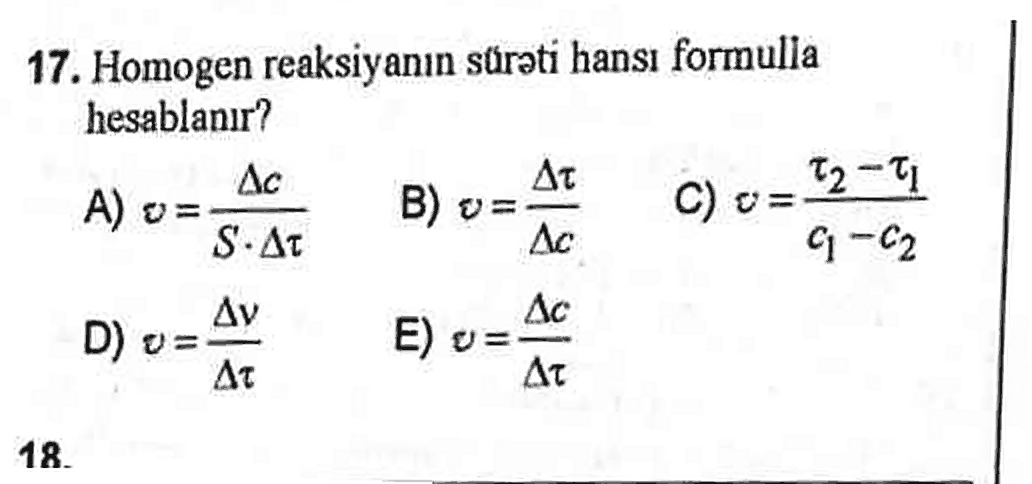 17. Homogen reaksiyanın sürəti hansı formulla
hesablanır?
A) v = Δc / (S · Δτ) B) v = Δτ / Δc C) v = (τ₂ − τ₁) / (c₁ − c₂)
D) v = Δν / Δτ E) v = Δc / Δτ
18.